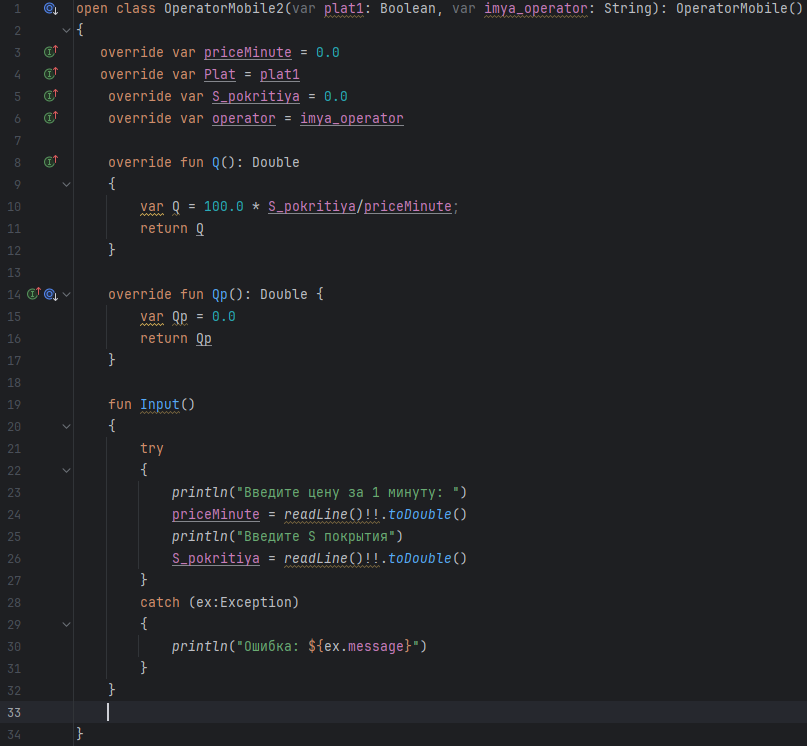 1 open class OperatorMobile2(var plat1: Boolean, var imya_operator: String): OperatorMobile()
2 {
3 override var priceMinute = 0.0
4 override var Plat = plat1
5 override var S_pokritiya = 0.0
6 override var operator = imya_operator
7
8 override fun Q(): Double
9 {
10 var Q = 100.0 * S_pokritiya/priceMinute;
11 return Q
12 }
13
14 override fun Qp(): Double {
15 var Qp = 0.0
16 return Qp
17 }
18
19 fun Input()
20 {
21 try
22 {
23 println("Введите цену за 1 минуту: ")
24 priceMinute = readLine()!!.toDouble()
25 println("Введите S покрытия")
26 S_pokritiya = readLine()!!.toDouble()
27 }
28 catch (ex:Exception)
29 {
30 println("Ошибка: ${ex.message}")
31 }
32 }
33
34 }